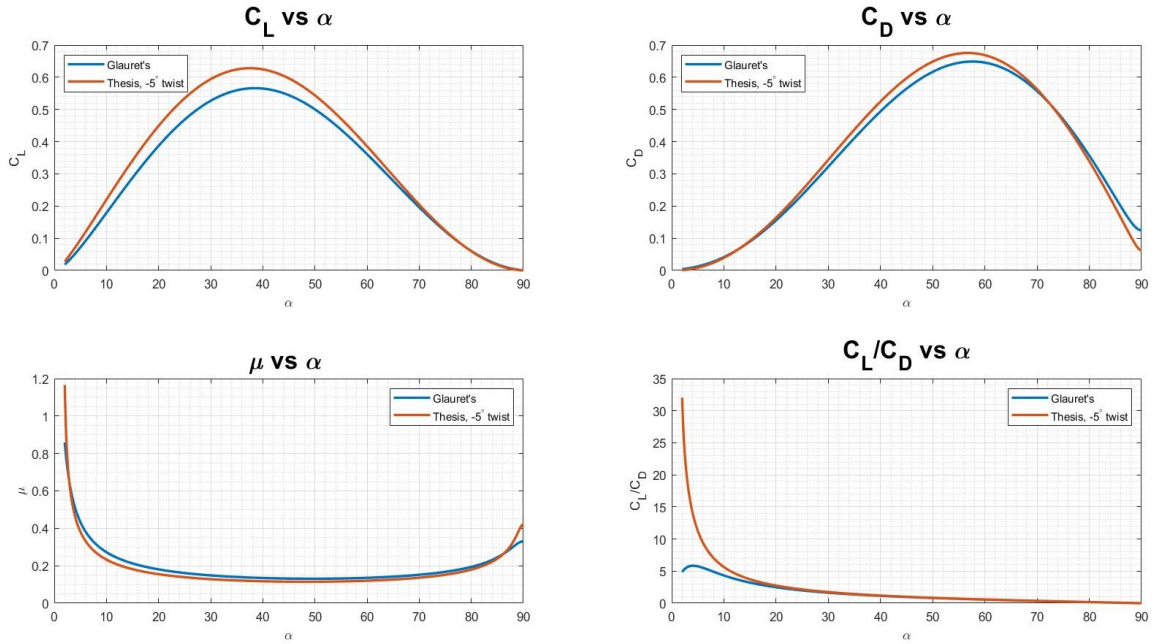 C_L vs α
0.7
0.6
0.5
0.4
0.3
0.2
0.1
0
C_L
Glauret's
Thesis, -5° twist
0 10 20 30 40 50 60 70 80 90
α
C_D vs α
0.7
0.6
0.5
0.4
0.3
0.2
0.1
0
C_D
Glauret's
Thesis, -5° twist
0 10 20 30 40 50 60 70 80 90
α
μ vs α
1.2
1
0.8
0.6
0.4
0.2
0
μ
Glauret's
Thesis, -5° twist
0 10 20 30 40 50 60 70 80 90
α
C_L/C_D vs α
35
30
25
20
15
10
5
0
C_L/C_D
Glauret's
Thesis, -5° twist
0 10 20 30 40 50 60 70 80 90
α